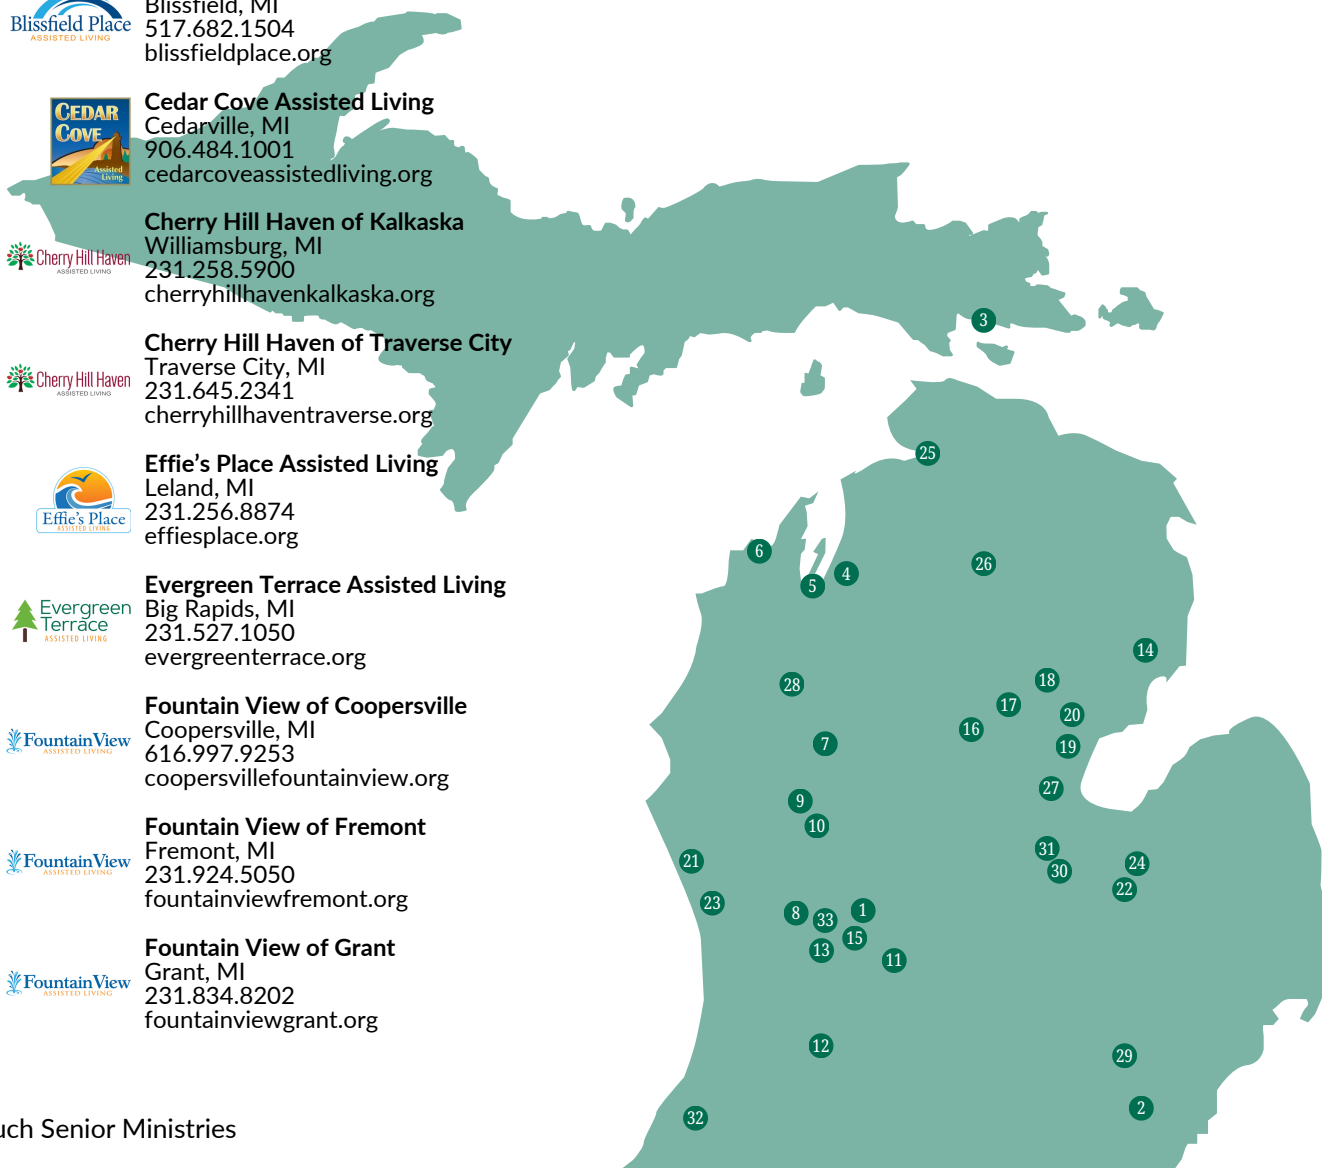 Blissfield, MI
Blissfield Place
ASSISTED LIVING
517.682.1504
blissfieldplace.org
CEDAR
COVE
Assisted
Living
Cedar Cove Assisted Living
Cedarville, MI
906.484.1001
cedarcoveassistedliving.org
Cherry Hill Haven
ASSISTED LIVING
Cherry Hill Haven of Kalkaska
Williamsburg, MI
231.258.5900
cherryhillhavenkalkaska.org
Cherry Hill Haven
ASSISTED LIVING
Cherry Hill Haven of Traverse City
Traverse City, MI
231.645.2341
cherryhillhaventraverse.org
Effie's Place
ASSISTED LIVING
Effie’s Place Assisted Living
Leland, MI
231.256.8874
effiesplace.org
Evergreen
Terrace
ASSISTED LIVING
Evergreen Terrace Assisted Living
Big Rapids, MI
231.527.1050
evergreenterrace.org
FountainView
ASSISTED LIVING
Fountain View of Coopersville
Coopersville, MI
616.997.9253
coopersvillefountainview.org
FountainView
ASSISTED LIVING
Fountain View of Fremont
Fremont, MI
231.924.5050
fountainviewfremont.org
FountainView
ASSISTED LIVING
Fountain View of Grant
Grant, MI
231.834.8202
fountainviewgrant.org
uch Senior Ministries
3
25
6
4
5
26
14
28
18
17
20
16
7
19
27
9
10
31
21
24
30
22
23
8
33
1
15
13
11
12
29
2
32